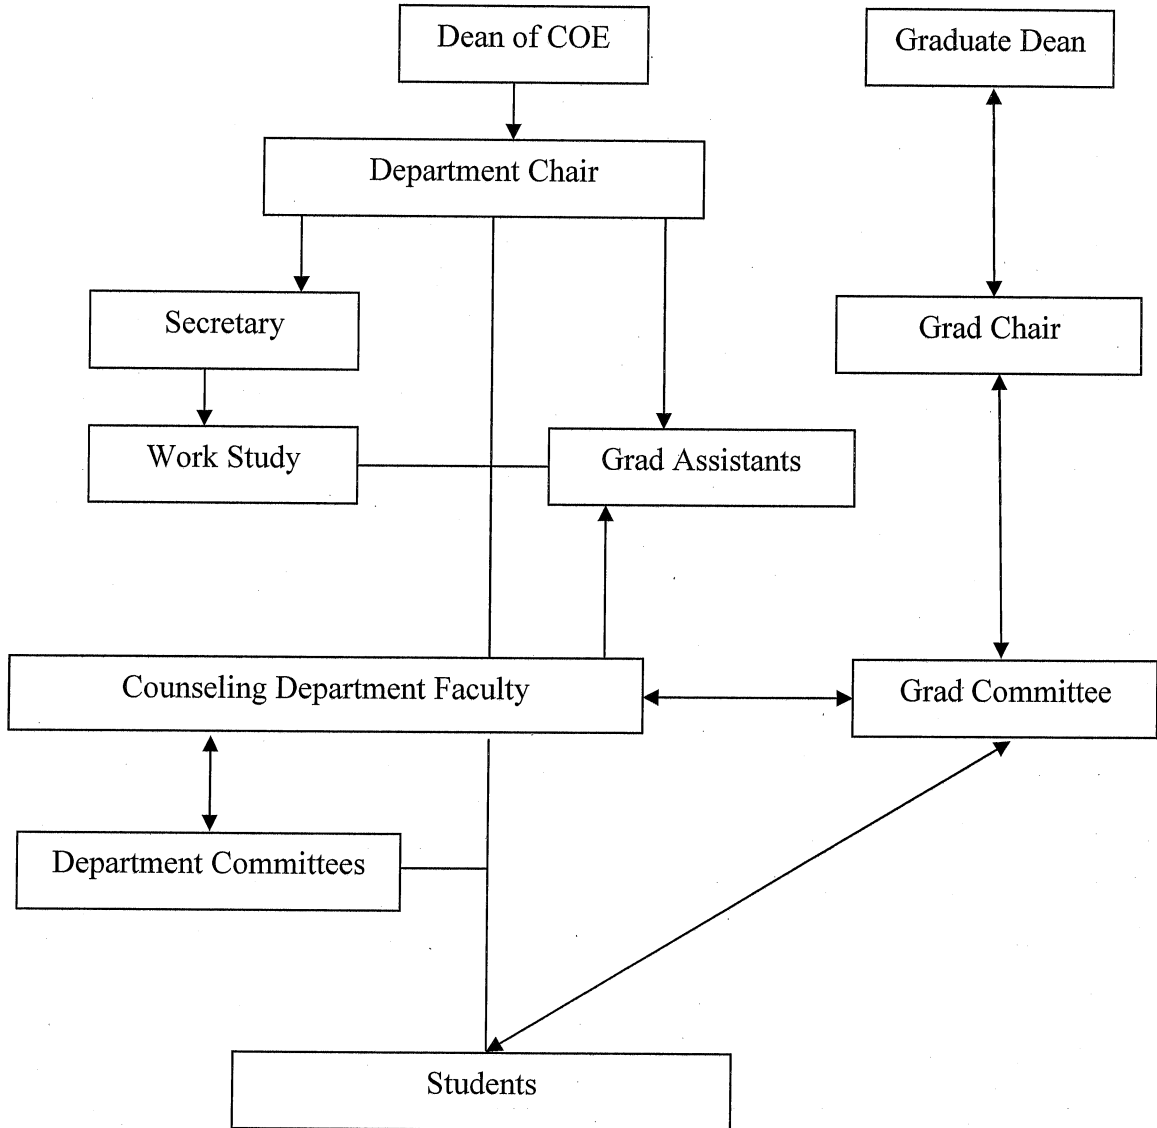 Dean of COE
Graduate Dean
Department Chair
Secretary
Grad Chair
Work Study
Grad Assistants
Counseling Department Faculty
Grad Committee
Department Committees
Students